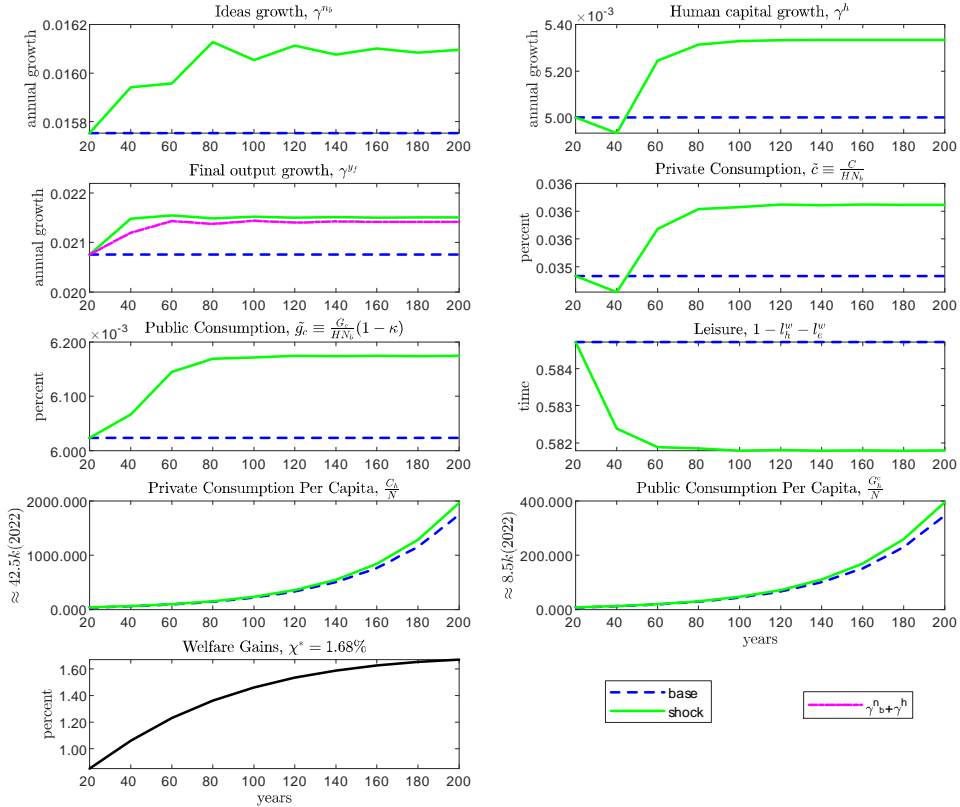 Ideas growth, γ^{n_b}
annual growth
0.0162
0.0160
0.0158
20 40 60 80 100 120 140 160 180 200
Human capital growth, γ^h
×10^{-3}
annual growth
5.40
5.20
5.00
20 40 60 80 100 120 140 160 180 200
Final output growth, γ^{y_f}
annual growth
0.022
0.021
0.020
20 40 60 80 100 120 140 160 180 200
Private Consumption, c̃ ≡ C/(HN_b)
percent
0.036
0.036
0.036
0.035
20 40 60 80 100 120 140 160 180 200
Public Consumption, g̃_c ≡ G_c/(HN_b) (1 − κ)
×10^{-3}
percent
6.200
6.100
6.000
20 40 60 80 100 120 140 160 180 200
Leisure, 1 − l_h^w − l_e^w
time
0.584
0.583
0.582
20 40 60 80 100 120 140 160 180 200
Private Consumption Per Capita, C_h/N
≈ 42.5k(2022)
2000.000
1000.000
0.000
20 40 60 80 100 120 140 160 180 200
Public Consumption Per Capita, G_h^c/N
≈ 8.5k(2022)
400.000
200.000
0.000
20 40 60 80 100 120 140 160 180 200
years
Welfare Gains, χ* = 1.68%
percent
1.60
1.40
1.20
1.00
20 40 60 80 100 120 140 160 180 200
years
base
shock
γ^{n_b}+γ^h